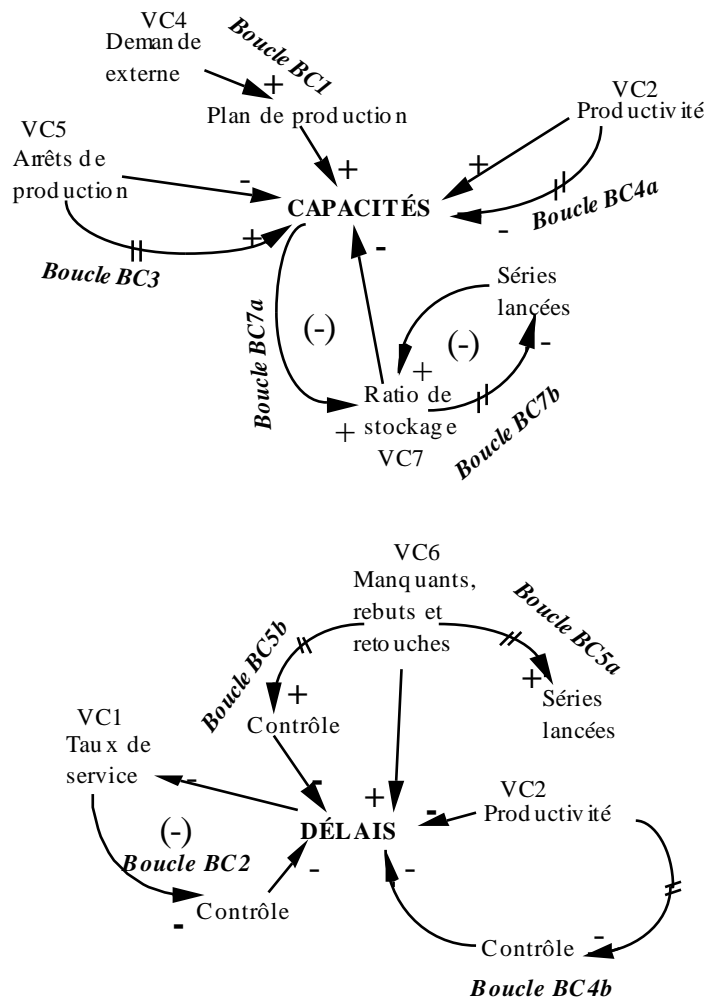 VC4
Demande
externe
Boucle BC1
+
Plan de production
VC2
Productivité
VC5
Arrêts de
production
-
+
+
CAPACITÉS
-
Boucle BC4a
+
Boucle BC3
-
Séries
lancées
Boucle BC7a
(-)
(-)
-
+
Ratio de
+ stockage
VC7
Boucle BC7b
VC6
Manquants,
rebuts et
retouches
Boucle BC5b
Boucle BC5a
+
+
Séries
lancées
Contrôle
VC1
Taux de
service
-
-
+
VC2
- Productivité
(-)
DÉLAIS
Boucle BC2
-
-
- Contrôle
-
Contrôle
Boucle BC4b